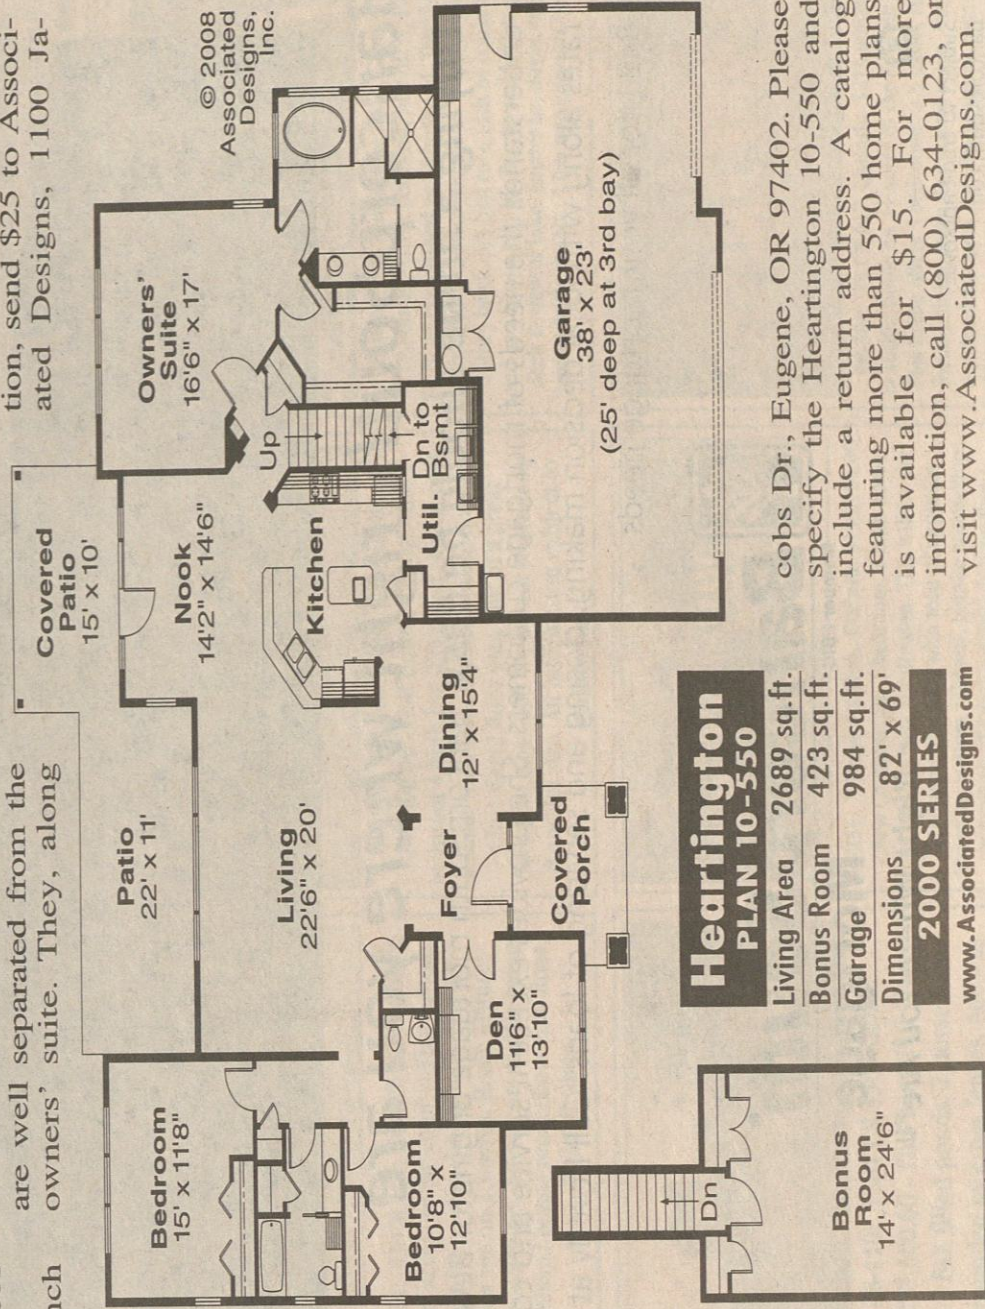 are well separated from the
nch owners’ suite. They, along
tion, send $25 to Associ-
ated Designs, 1100 Ja-
© 2008
Associated
Designs,
Inc.
Covered
Patio
15' x 10'
Patio
22' x 11'
Owners'
Suite
16'6" x 17'
Bedroom
15' x 11'8"
Nook
14'2" x 14'6"
Up
Living
22'6" x 20'
Kitchen
Dn to
Bsmt
Util.
Bedroom
10'8" x
12'10"
Foyer
Dining
12' x 15'4"
Den
11'6" x
13'10"
Covered
Porch
Garage
38' x 23'
(25' deep at 3rd bay)
Dn
Bonus
Room
14' x 24'6"
Heartington
PLAN 10-550
Living Area 2689 sq.ft.
Bonus Room 423 sq.ft.
Garage 984 sq.ft.
Dimensions 82' x 69'
2000 SERIES
www.AssociatedDesigns.com
cobs Dr., Eugene, OR 97402. Please
specify the Heartington 10-550 and
include a return address. A catalog
featuring more than 550 home plans
is available for $15. For more
information, call (800) 634-0123, or
visit www.AssociatedDesigns.com.